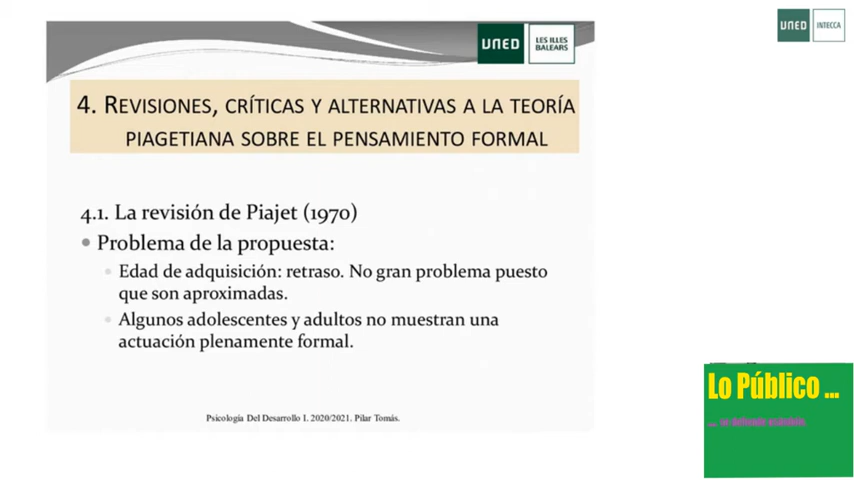 UNED
LES ILLES
BALEARS
UNED
INTECCA
4. REVISIONES, CRÍTICAS Y ALTERNATIVAS A LA TEORÍA
PIAGETIANA SOBRE EL PENSAMIENTO FORMAL
4.1. La revisión de Piajet (1970)
Problema de la propuesta:
Edad de adquisición: retraso. No gran problema puesto
que son aproximadas.
Algunos adolescentes y adultos no muestran una
actuación plenamente formal.
Lo Público ...
Psicología Del Desarrollo I. 2020/2021. Pilar Tomás.